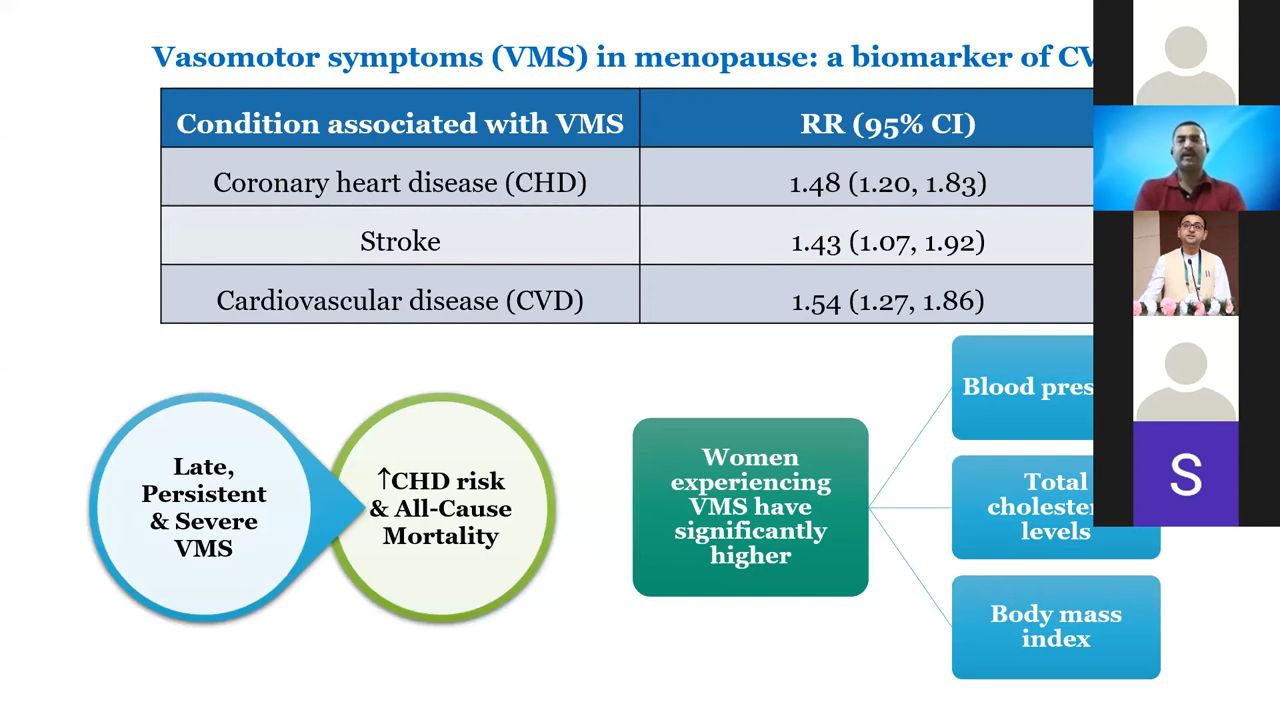 Vasomotor symptoms (VMS) in menopause: a biomarker of CV
Condition associated with VMS
RR (95% CI)
Coronary heart disease (CHD)
1.48 (1.20, 1.83)
Stroke
1.43 (1.07, 1.92)
Cardiovascular disease (CVD)
1.54 (1.27, 1.86)
Late,
Persistent
& Severe
VMS
↑CHD risk
& All-Cause
Mortality
Women
experiencing
VMS have
significantly
higher
Blood
Total
levels
Body mass
index
S